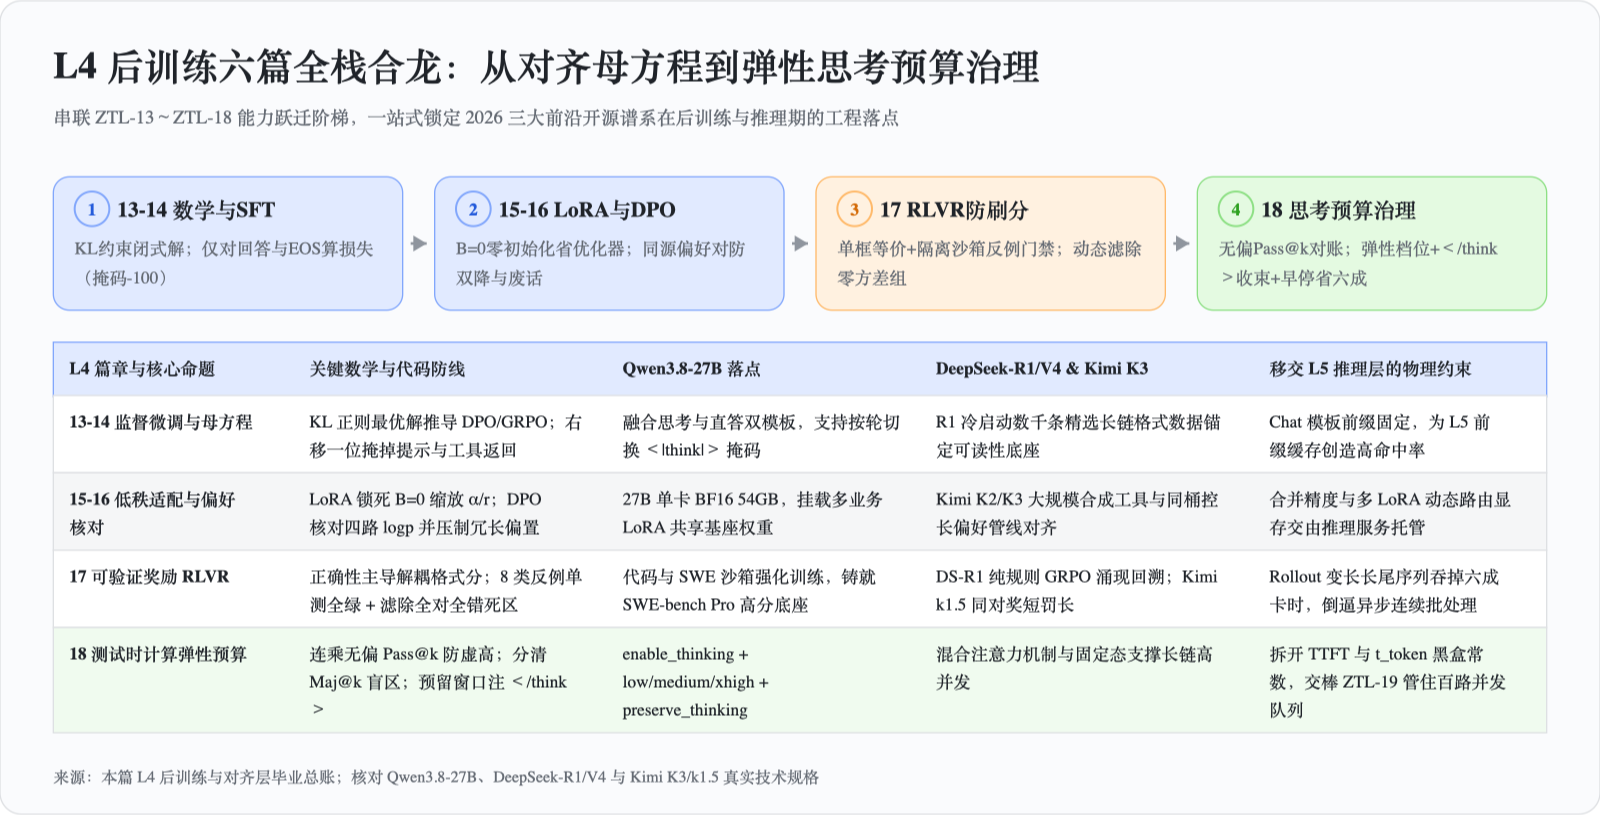 L4 后训练六篇全栈合龙：从对齐母方程到弹性思考预算治理
串联 ZTL-13 ~ ZTL-18 能力跃迁阶梯，一站式锁定 2026 三大前沿开源谱系在后训练与推理期的工程落点
1 13-14 数学与SFT
KL约束闭式解；仅对回答与EOS算损失
（掩码-100）
2 15-16 LoRA与DPO
B=0零初始化省优化器；同源偏好对防
双降与废话
3 17 RLVR防刷分
单框等价+隔离沙箱反例门禁；动态滤除
零方差组
4 18 思考预算治理
无偏Pass@k对账；弹性档位+＜/think
＞收束+早停省六成
L4 篇章与核心命题
关键数学与代码防线
Qwen3.8-27B 落点
DeepSeek-R1/V4 & Kimi K3
移交 L5 推理层的物理约束
13-14 监督微调与母方程
KL 正则最优解推导 DPO/GRPO；右
移一位掩掉提示与工具返回
融合思考与直答双模板，支持按轮切
换 ＜|think|＞ 掩码
R1 冷启动数千条精选长链格式数据锚
定可读性底座
Chat 模板前缀固定，为 L5 前
缀缓存创造高命中率
15-16 低秩适配与偏好
核对
LoRA 锁死 B=0 缩放 α/r；DPO
核对四路 logp 并压制冗长偏置
27B 单卡 BF16 54GB，挂载多业务
LoRA 共享基座权重
Kimi K2/K3 大规模合成工具与同桶控
长偏好管线对齐
合并精度与多 LoRA 动态路由显
存交由推理服务托管
17 可验证奖励 RLVR
正确性主导解耦格式分；8 类反例单
测全绿 + 滤除全对全错死区
代码与 SWE 沙箱强化训练，铸就
SWE-bench Pro 高分底座
DS-R1 纯规则 GRPO 涌现回溯；Kimi
k1.5 同对奖短罚长
Rollout 变长长尾序列吞掉六成
卡时，倒逼异步连续批处理
18 测试时计算弹性预算
连乘无偏 Pass@k 防虚高；分清
Maj@k 盲区；预留窗口注 ＜/think
＞
enable_thinking +
low/medium/xhigh +
preserve_thinking
混合注意力机制与固定态支撑长链高
并发
拆开 TTFT 与 t_token 黑盒常
数，交棒 ZTL-19 管住百路并发
队列
来源：本篇 L4 后训练与对齐层毕业总账；核对 Qwen3.8-27B、DeepSeek-R1/V4 与 Kimi K3/k1.5 真实技术规格